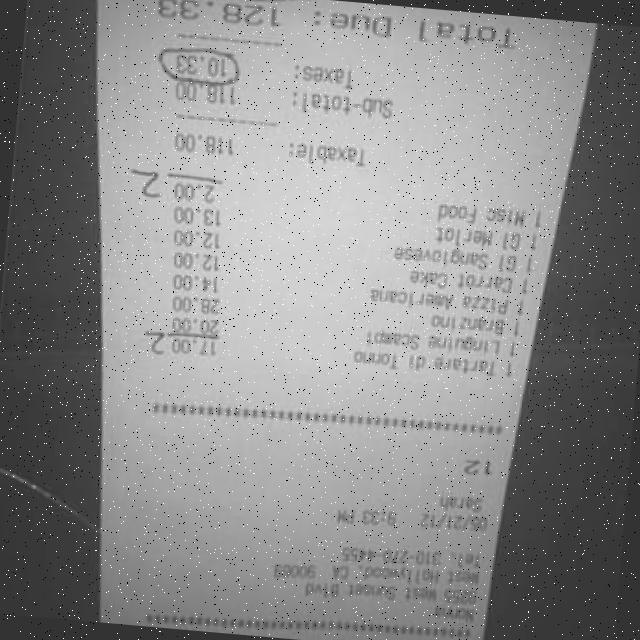 West Sunset Blvd
West Hollywood, CA 90069
Tel. 310-270-4455
05/21/12 9:33 PM
Sarah
12
1 Tartare di Tonno 17.00 2
1 Linguine Scampi 20.00
1 Branzino 28.00
1 Pizza Americana 14.00
1 Carrot Cake 12.00
1 Gl Sangiovese 12.00
1 Gl Merlot 13.00
1 Misc Food 2.00 2
Taxable: 118.00
Sub-total: 118.00
Taxes: 10.33
Total Due: 128.33